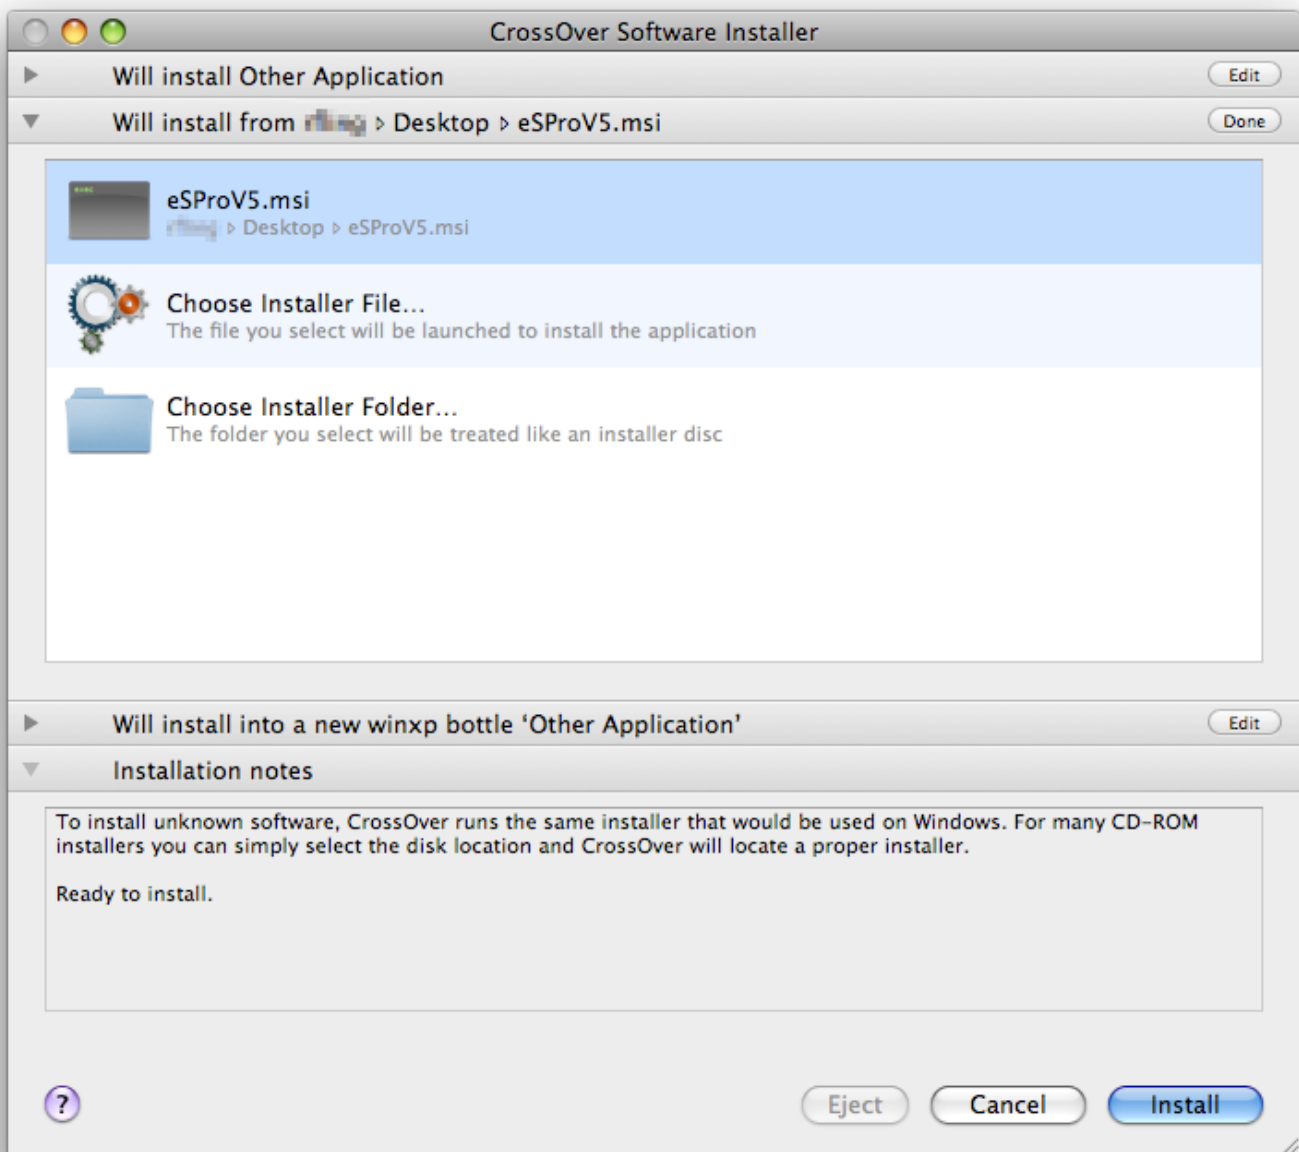 CrossOver Software Installer
Will install Other Application
Edit
Will install from ▹ Desktop ▹ eSProV5.msi
Done
eSProV5.msi
▹ Desktop ▹ eSProV5.msi
Choose Installer File...
The file you select will be launched to install the application
Choose Installer Folder...
The folder you select will be treated like an installer disc
Will install into a new winxp bottle ‘Other Application’
Edit
Installation notes
To install unknown software, CrossOver runs the same installer that would be used on Windows. For many CD-ROM
installers you can simply select the disk location and CrossOver will locate a proper installer.
Ready to install.
?
Eject
Cancel
Install